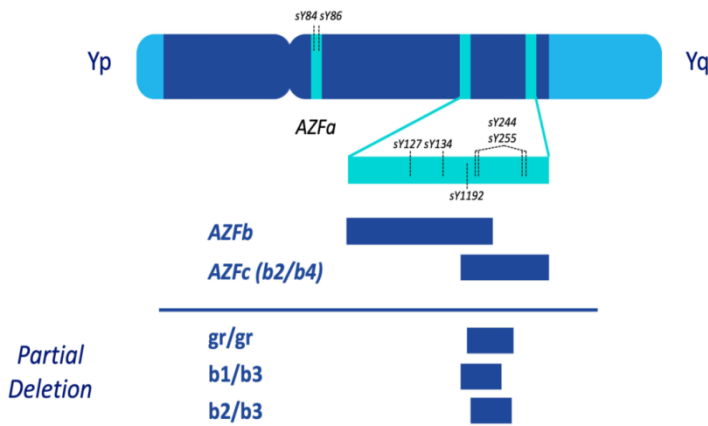 sY84 sY86
Yp
Yq
AZFa
sY244
sY255
sY127 sY134
sY1192
AZFb
AZFc (b2/b4)
Partial
Deletion
gr/gr
b1/b3
b2/b3